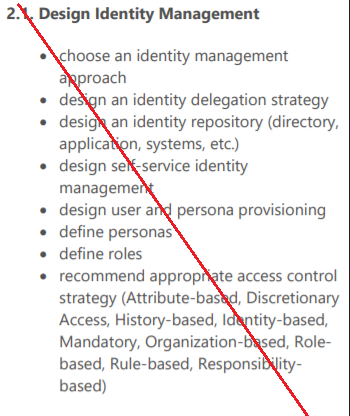 2.1. Design Identity Management
• choose an identity management
approach
• design an identity delegation strategy
• design an identity repository (directory,
application, systems, etc.)
• design self-service identity
management
• design user and persona provisioning
• define personas
• define roles
• recommend appropriate access control
strategy (Attribute-based, Discretionary
Access, History-based, Identity-based,
Mandatory, Organization-based, Role-
based, Rule-based, Responsibility-
based)